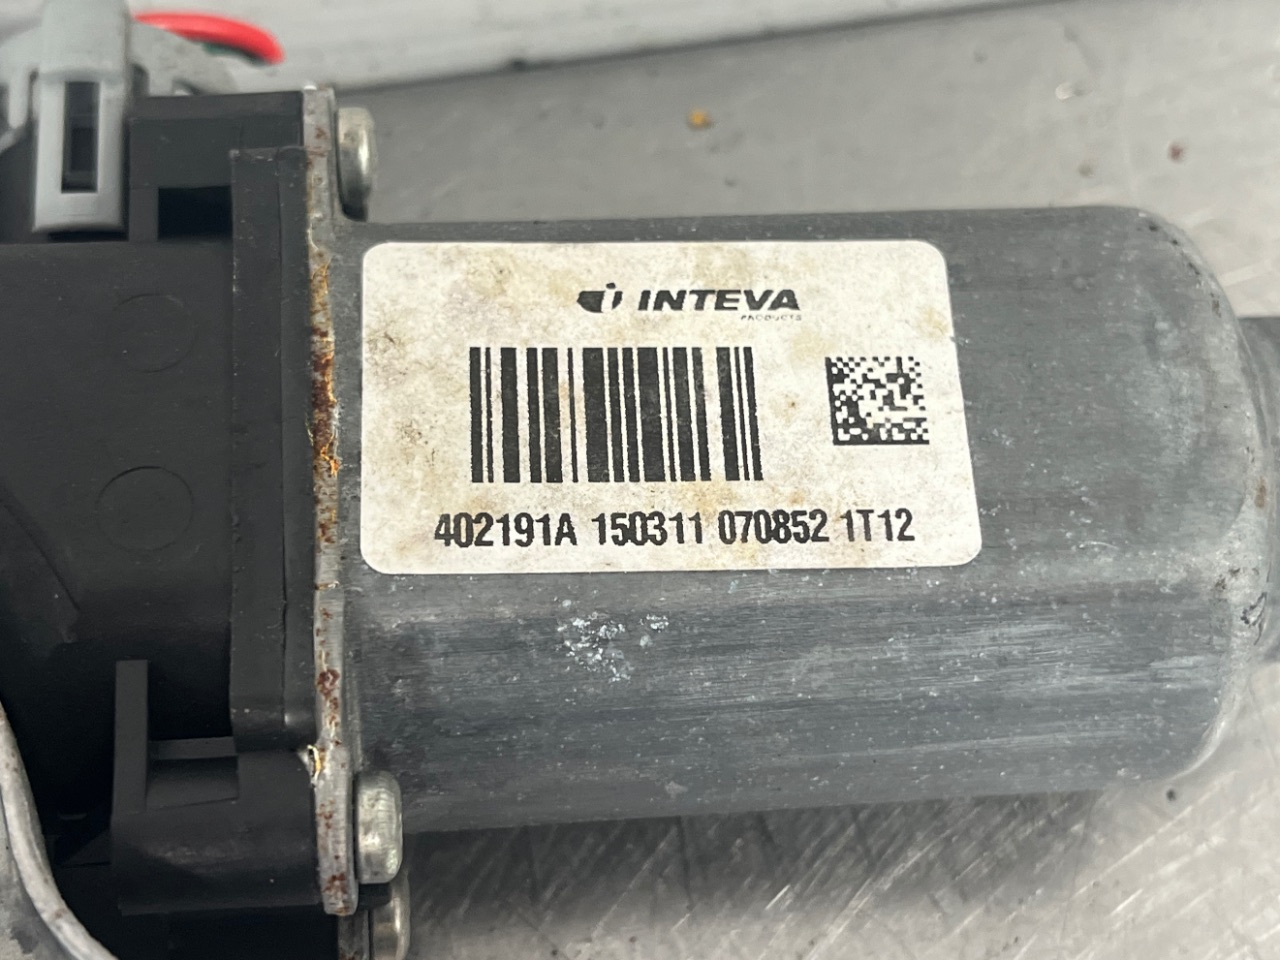 INTEVA
PRODUCTS
402191A 150311 070852 1T12